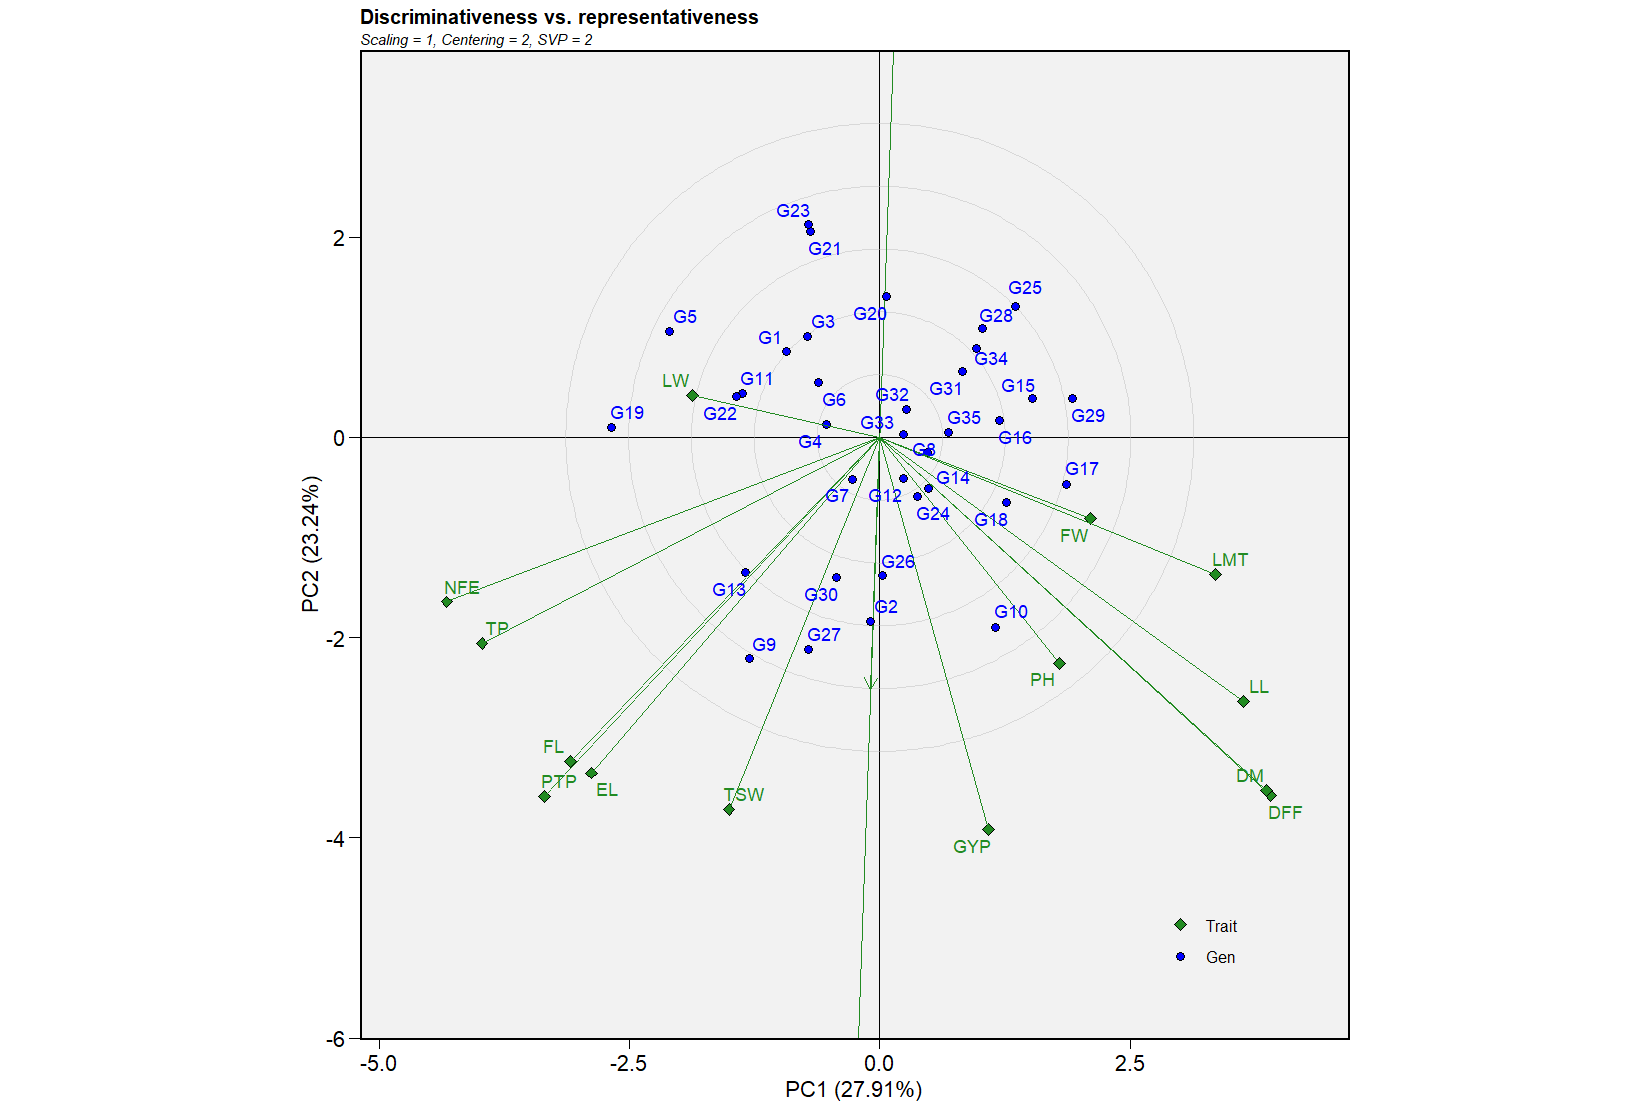 Discriminativeness vs. representativeness
Scaling = 1, Centering = 2, SVP = 2
G23
G21
G25
G5
G20
G28
G3
G1
G34
G11
LW
G31
G15
G32
G6
G22
G19
G29
G33
G35
G4
G16
G8
G17
G14
G7
G12
G24
G18
FW
LMT
G26
NFE
G13
G30
G2
G10
TP
G27
G9
PH
LL
FL
PTP
EL
TSW
DM
DFF
GYP
Trait
Gen
2
0
-2
-4
-6
PC2 (23.24%)
-5.0
-2.5
0.0
2.5
PC1 (27.91%)